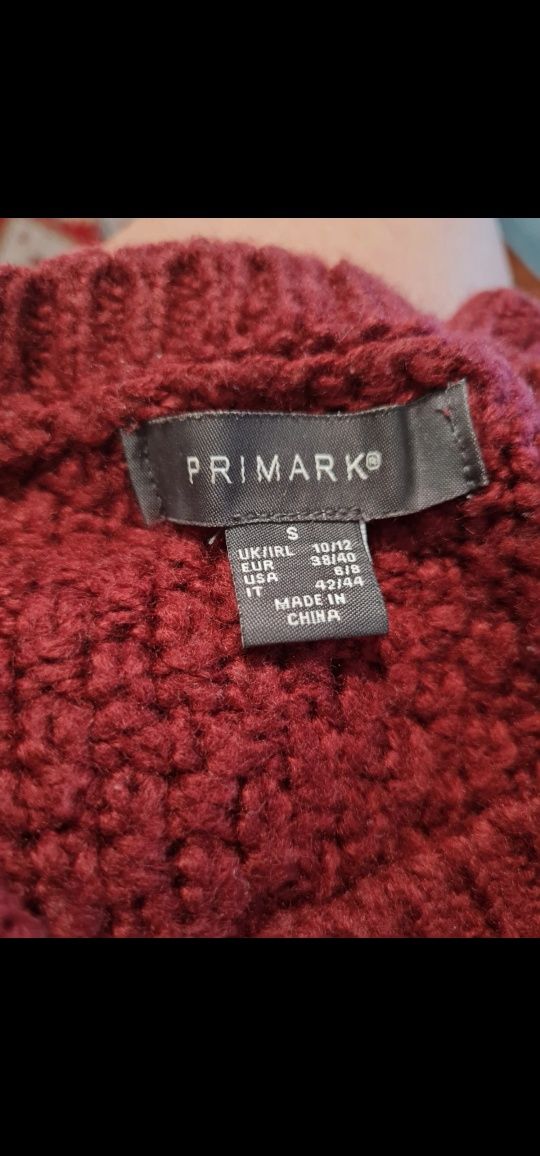 PRIMARK®
S
UK/IRL 10/12
EUR 38/40
USA 6/8
IT 42/44
MADE IN
CHINA